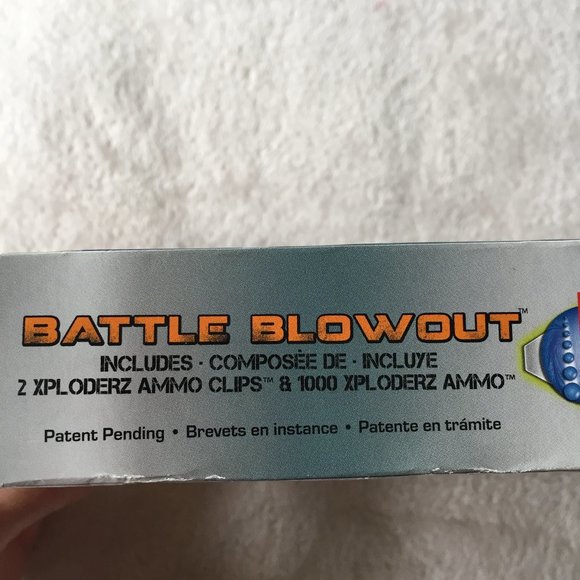 BATTLE BLOWOUT™
INCLUDES · COMPOSÈE DE · INCLUYE
2 XPLODERZ AMMO CLIPS™ & 1000 XPLODERZ AMMO™
Patent Pending • Brevets en instance • Patente en trámite